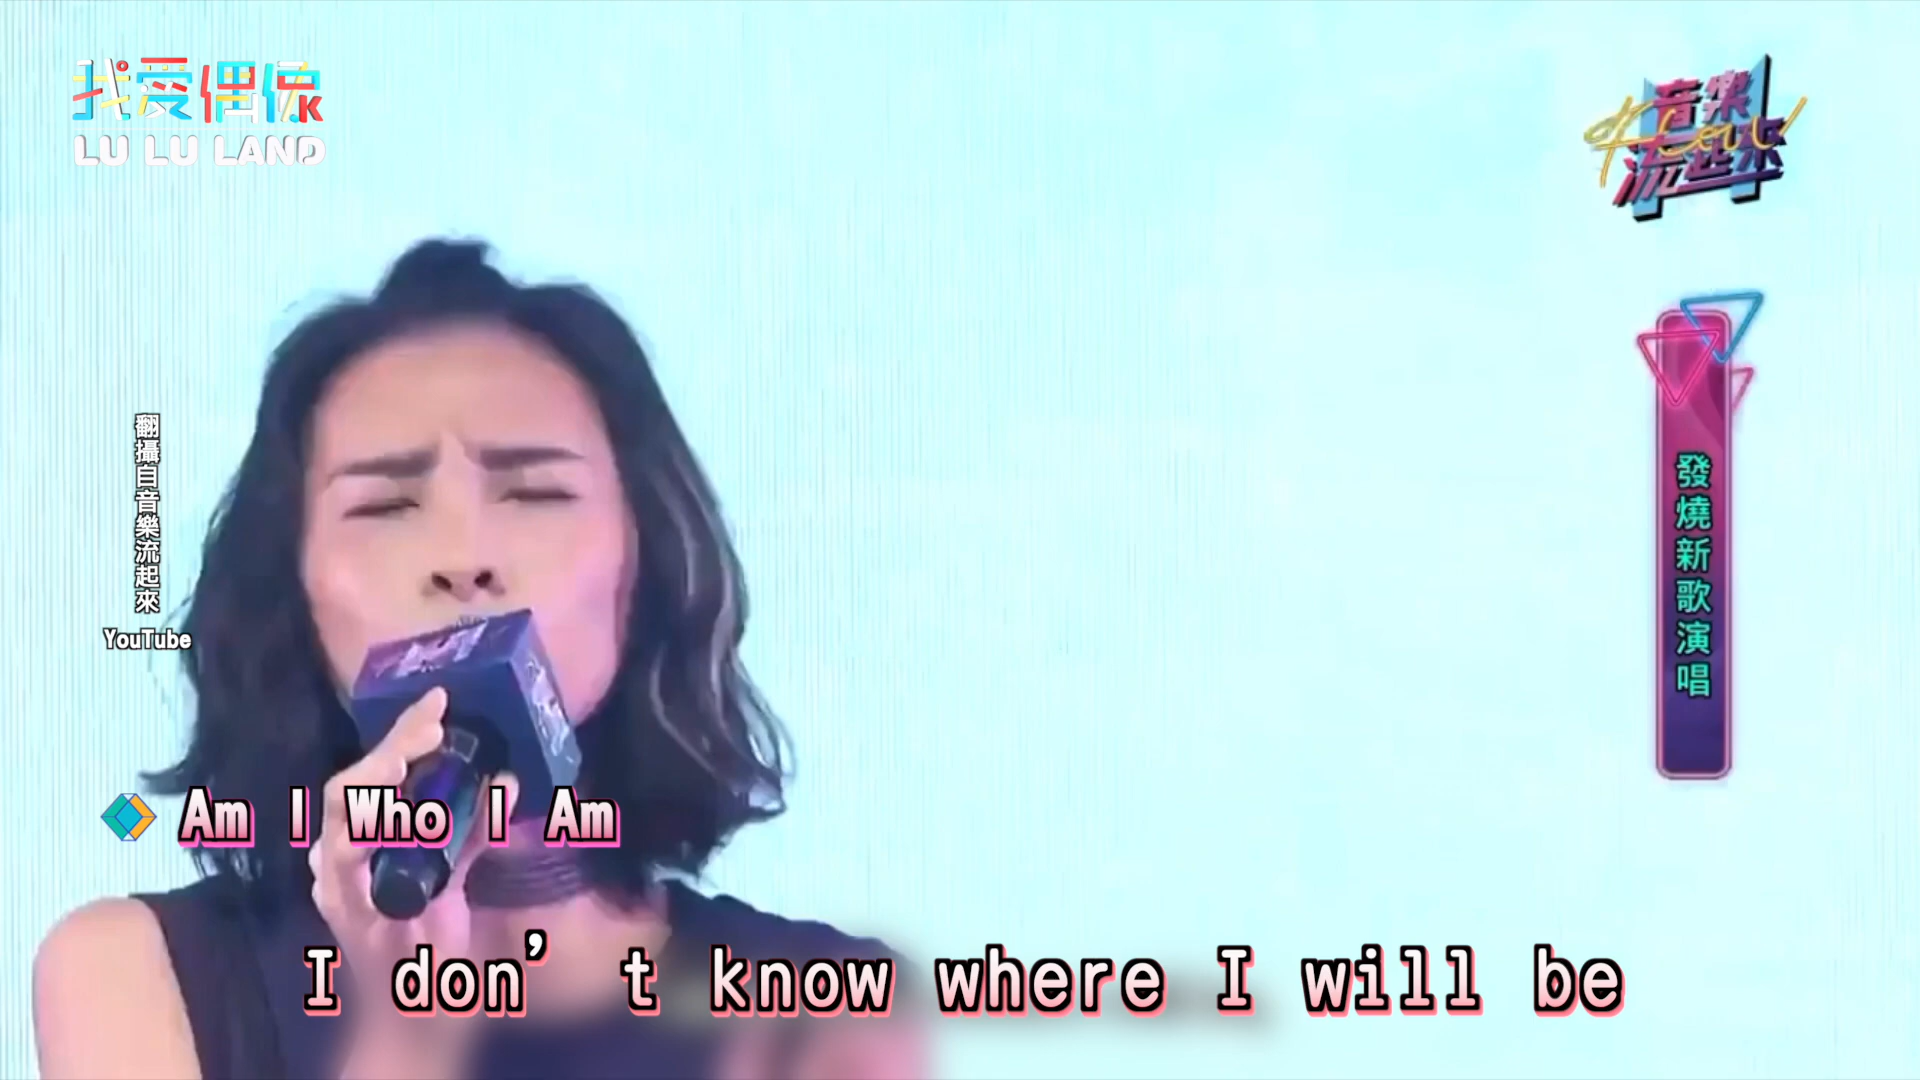 我愛偶像
LU LU LAND
音樂
Flow
流起來
翻攝自音樂流起來
YouTube
發燒新歌演唱
Am I Who I Am
I don't know where I will be